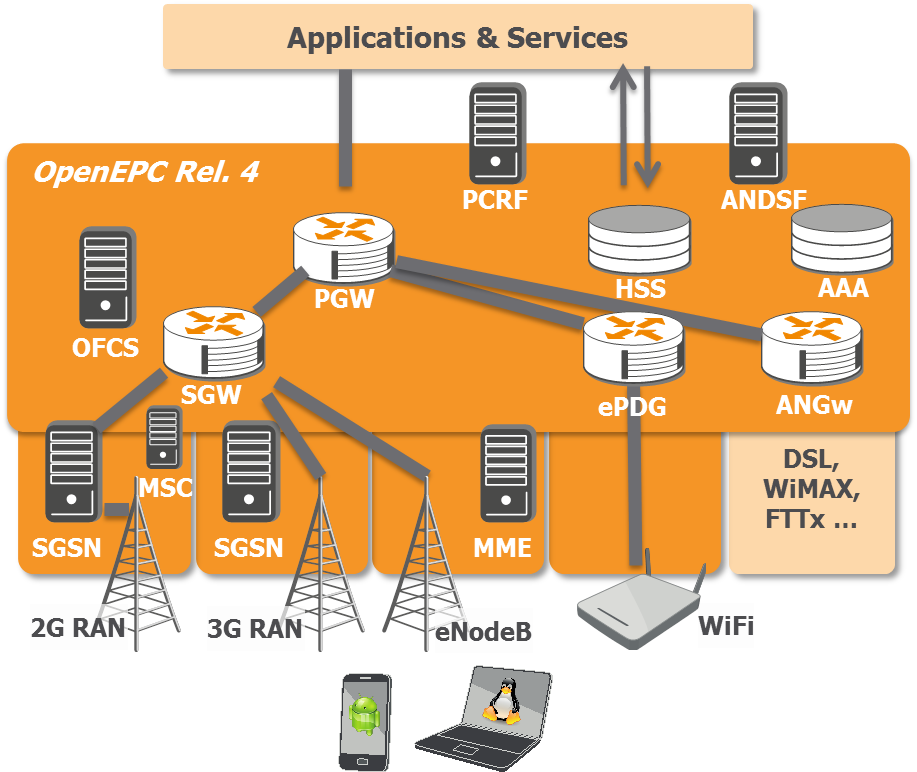 Applications & Services
OpenEPC Rel. 4
PCRF
ANDSF
PGW
HSS
AAA
OFCS
SGW
ePDG
ANGw
MSC
SGSN
SGSN
MME
DSL,
WiMAX,
FTTx ...
2G RAN
3G RAN
eNodeB
WiFi